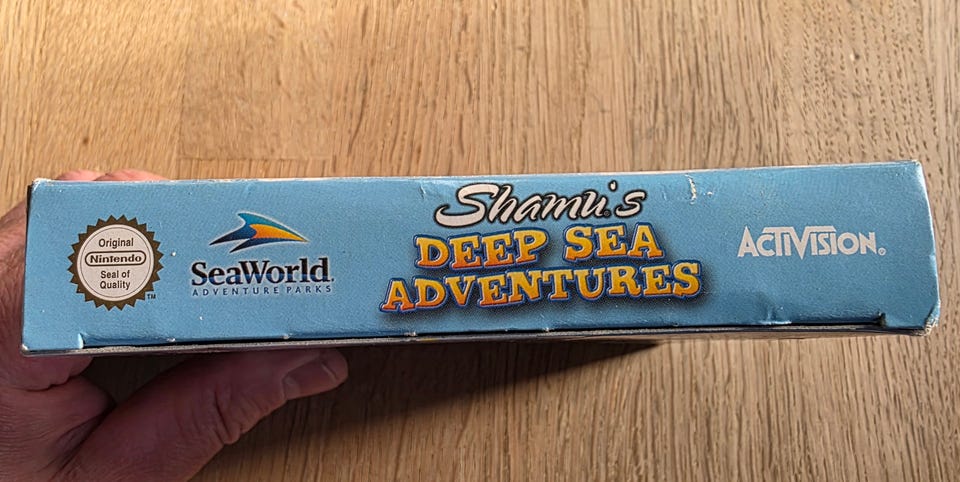 Original
Nintendo
Seal of
Quality
TM
SeaWorld.
ADVENTURE PARKS
Shamu's
DEEP SEA
ADVENTURES
ACTIVISION®